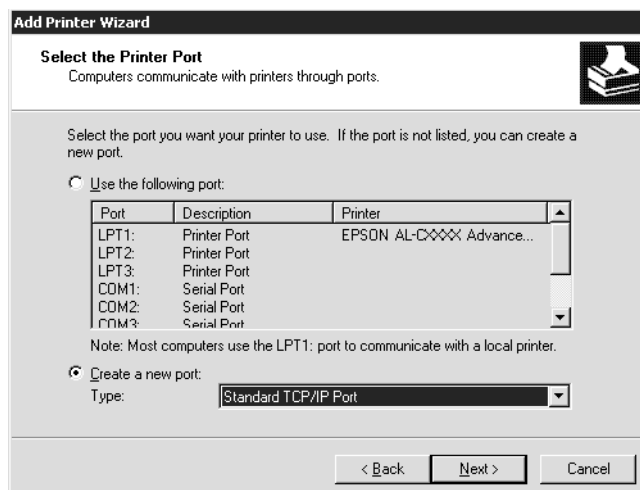 Add Printer Wizard
Select the Printer Port
Computers communicate with printers through ports.
Select the port you want your printer to use. If the port is not listed, you can create a
new port.
Use the following port:
Port Description Printer
LPT1: Printer Port EPSON AL-CXXXX Advance...
LPT2: Printer Port
LPT3: Printer Port
COM1: Serial Port
COM2: Serial Port
COM3: Serial Port
Note: Most computers use the LPT1: port to communicate with a local printer.
Create a new port:
Type: Standard TCP/IP Port
< Back Next > Cancel